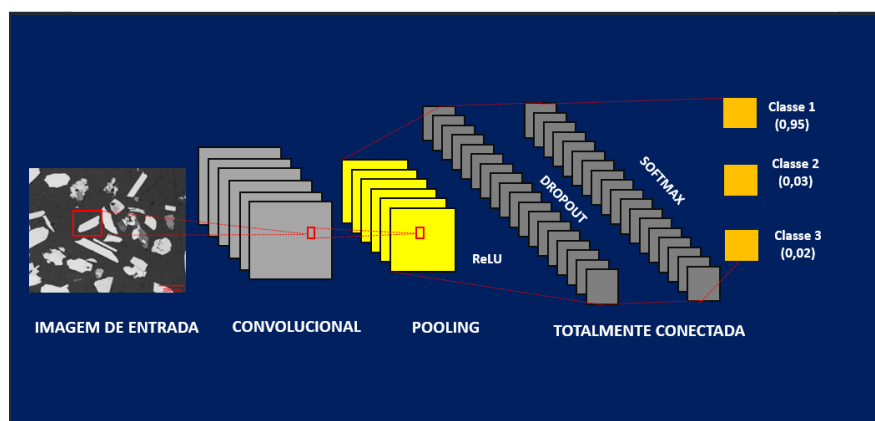 IMAGEM DE ENTRADA
CONVOLUCIONAL
POOLING
ReLU
DROPOUT
SOFTMAX
TOTALMENTE CONECTADA
Classe 1
(0,95)
Classe 2
(0,03)
Classe 3
(0,02)